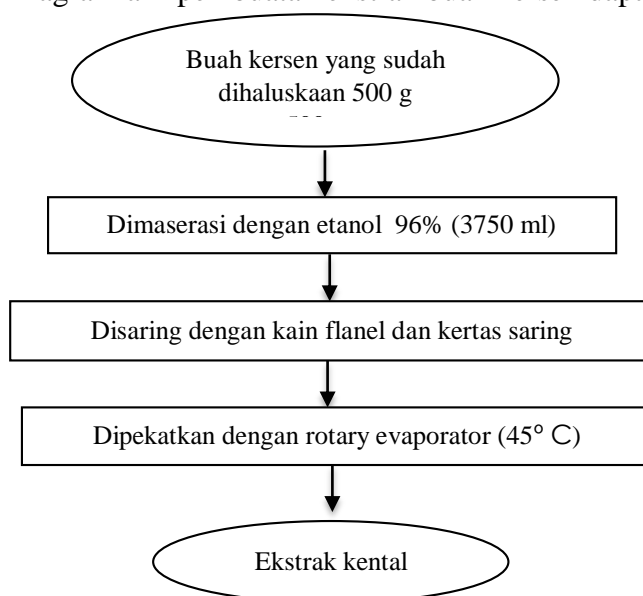 Buah kersen yang sudah
dihaluskaan 500 g
Dimaserasi dengan etanol 96% (3750 ml)
Disaring dengan kain flanel dan kertas saring
Dipekatkan dengan rotary evaporator (45° C)
Ekstrak kental